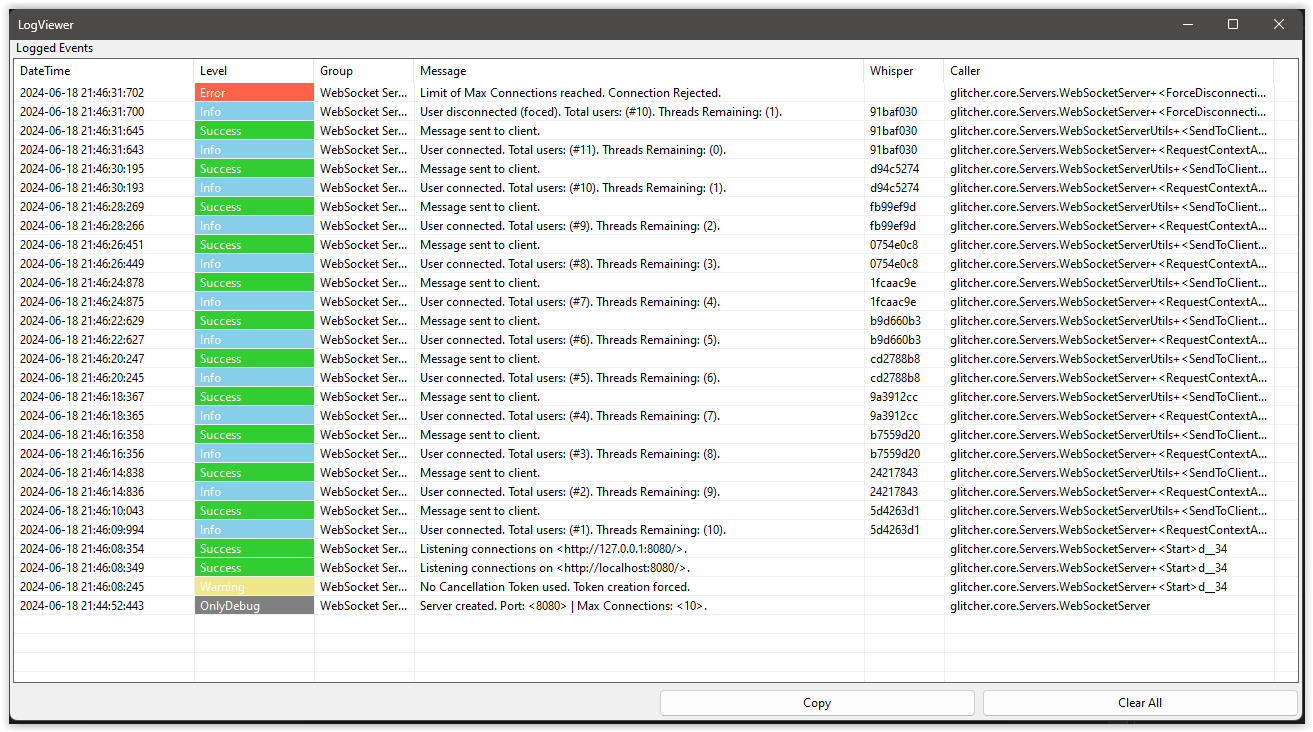 LogViewer
Logged Events
DateTime Level Group Message Whisper Caller
2024-06-18 21:46:31:702 Error WebSocket Ser... Limit of Max Connections reached. Connection Rejected. glitcher.core.Servers.WebSocketServer+<ForceDisconnecti...
2024-06-18 21:46:31:700 Info WebSocket Ser... User disconnected (foced). Total users: (#10). Threads Remaining: (1). 91baf030 glitcher.core.Servers.WebSocketServer+<ForceDisconnecti...
2024-06-18 21:46:31:645 Success WebSocket Ser... Message sent to client. 91baf030 glitcher.core.Servers.WebSocketServerUtils+<SendToClient...
2024-06-18 21:46:31:643 Info WebSocket Ser... User connected. Total users: (#11). Threads Remaining: (0). 91baf030 glitcher.core.Servers.WebSocketServer+<RequestContextA...
2024-06-18 21:46:30:195 Success WebSocket Ser... Message sent to client. d94c5274 glitcher.core.Servers.WebSocketServerUtils+<SendToClient...
2024-06-18 21:46:30:193 Info WebSocket Ser... User connected. Total users: (#10). Threads Remaining: (1). d94c5274 glitcher.core.Servers.WebSocketServer+<RequestContextA...
2024-06-18 21:46:28:269 Success WebSocket Ser... Message sent to client. fb99ef9d glitcher.core.Servers.WebSocketServerUtils+<SendToClient...
2024-06-18 21:46:28:266 Info WebSocket Ser... User connected. Total users: (#9). Threads Remaining: (2). fb99ef9d glitcher.core.Servers.WebSocketServer+<RequestContextA...
2024-06-18 21:46:26:451 Success WebSocket Ser... Message sent to client. 0754e0c8 glitcher.core.Servers.WebSocketServerUtils+<SendToClient...
2024-06-18 21:46:26:449 Info WebSocket Ser... User connected. Total users: (#8). Threads Remaining: (3). 0754e0c8 glitcher.core.Servers.WebSocketServer+<RequestContextA...
2024-06-18 21:46:24:878 Success WebSocket Ser... Message sent to client. 1fcaac9e glitcher.core.Servers.WebSocketServerUtils+<SendToClient...
2024-06-18 21:46:24:875 Info WebSocket Ser... User connected. Total users: (#7). Threads Remaining: (4). 1fcaac9e glitcher.core.Servers.WebSocketServer+<RequestContextA...
2024-06-18 21:46:22:629 Success WebSocket Ser... Message sent to client. b9d660b3 glitcher.core.Servers.WebSocketServerUtils+<SendToClient...
2024-06-18 21:46:22:627 Info WebSocket Ser... User connected. Total users: (#6). Threads Remaining: (5). b9d660b3 glitcher.core.Servers.WebSocketServer+<RequestContextA...
2024-06-18 21:46:20:247 Success WebSocket Ser... Message sent to client. cd2788b8 glitcher.core.Servers.WebSocketServerUtils+<SendToClient...
2024-06-18 21:46:20:245 Info WebSocket Ser... User connected. Total users: (#5). Threads Remaining: (6). cd2788b8 glitcher.core.Servers.WebSocketServer+<RequestContextA...
2024-06-18 21:46:18:367 Success WebSocket Ser... Message sent to client. 9a3912cc glitcher.core.Servers.WebSocketServerUtils+<SendToClient...
2024-06-18 21:46:18:365 Info WebSocket Ser... User connected. Total users: (#4). Threads Remaining: (7). 9a3912cc glitcher.core.Servers.WebSocketServer+<RequestContextA...
2024-06-18 21:46:16:358 Success WebSocket Ser... Message sent to client. b7559d20 glitcher.core.Servers.WebSocketServerUtils+<SendToClient...
2024-06-18 21:46:16:356 Info WebSocket Ser... User connected. Total users: (#3). Threads Remaining: (8). b7559d20 glitcher.core.Servers.WebSocketServer+<RequestContextA...
2024-06-18 21:46:14:838 Success WebSocket Ser... Message sent to client. 24217843 glitcher.core.Servers.WebSocketServerUtils+<SendToClient...
2024-06-18 21:46:14:836 Info WebSocket Ser... User connected. Total users: (#2). Threads Remaining: (9). 24217843 glitcher.core.Servers.WebSocketServer+<RequestContextA...
2024-06-18 21:46:10:043 Success WebSocket Ser... Message sent to client. 5d4263d1 glitcher.core.Servers.WebSocketServerUtils+<SendToClient...
2024-06-18 21:46:09:994 Info WebSocket Ser... User connected. Total users: (#1). Threads Remaining: (10). 5d4263d1 glitcher.core.Servers.WebSocketServer+<RequestContextA...
2024-06-18 21:46:08:354 Success WebSocket Ser... Listening connections on <http://127.0.0.1:8080/>. glitcher.core.Servers.WebSocketServer+<Start>d__34
2024-06-18 21:46:08:349 Success WebSocket Ser... Listening connections on <http://localhost:8080/>. glitcher.core.Servers.WebSocketServer+<Start>d__34
2024-06-18 21:46:08:245 Warning WebSocket Ser... No Cancellation Token used. Token creation forced. glitcher.core.Servers.WebSocketServer+<Start>d__34
2024-06-18 21:44:52:443 OnlyDebug WebSocket Ser... Server created. Port: <8080> | Max Connections: <10>. glitcher.core.Servers.WebSocketServer
Copy Clear All